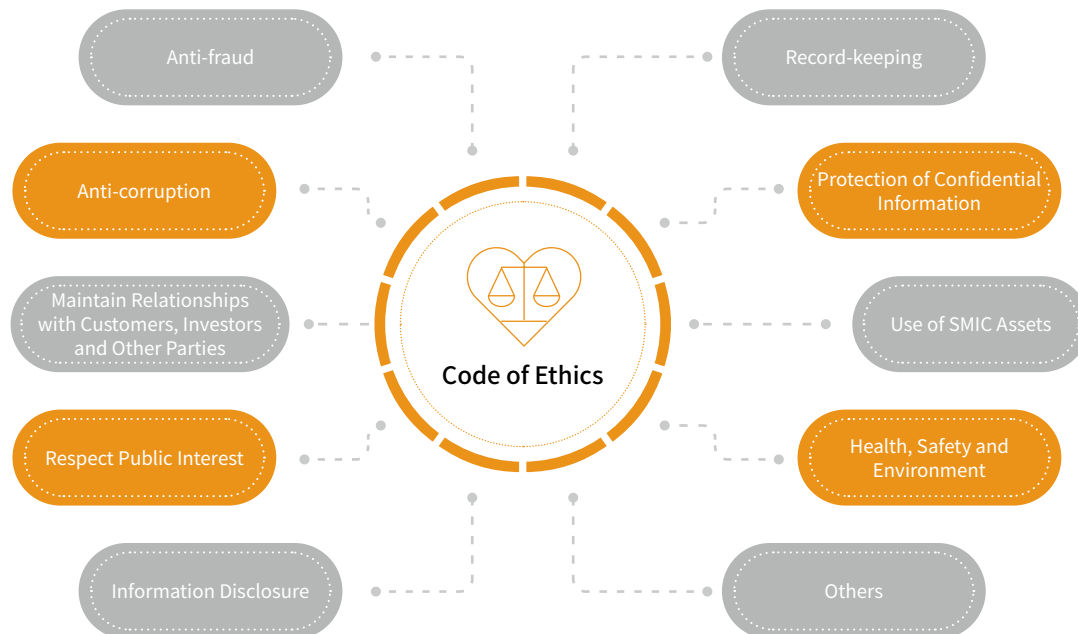 Anti-fraud
Record-keeping
Anti-corruption
Protection of Confidential
Information
Maintain Relationships
with Customers, Investors
and Other Parties
Use of SMIC Assets
Code of Ethics
Respect Public Interest
Health, Safety and
Environment
Information Disclosure
Others